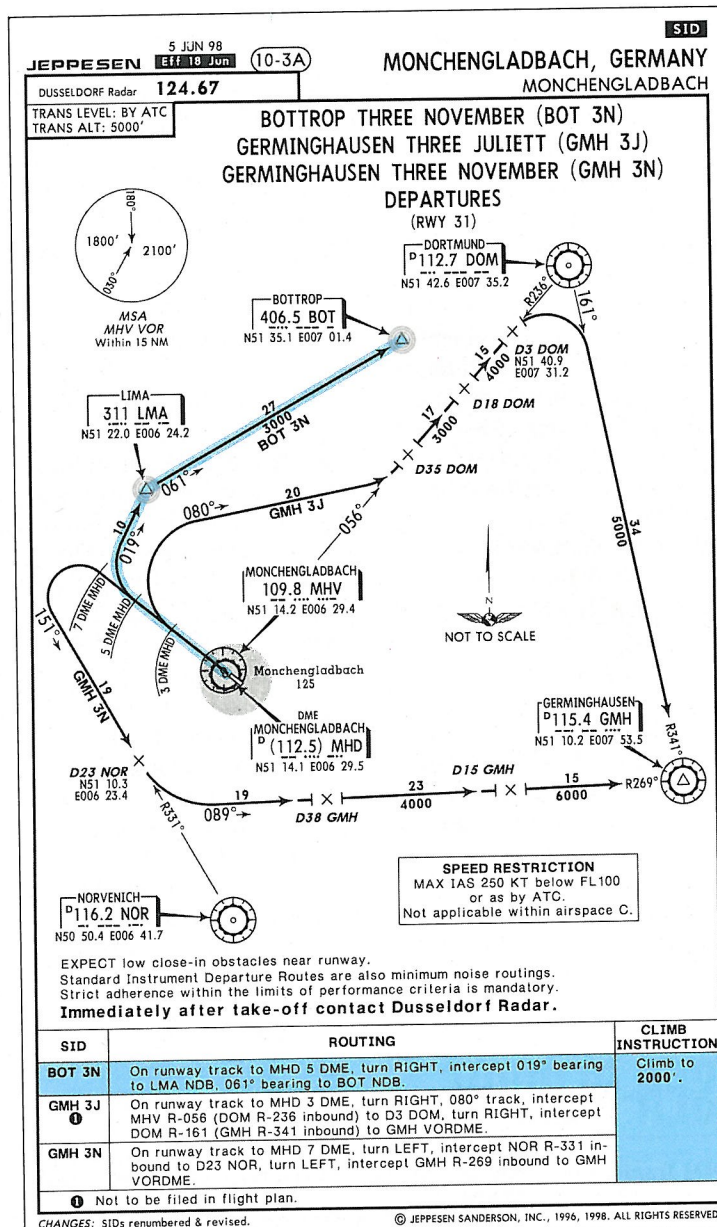 SID
5 JUN 98
JEPPESEN Eff 18 Jun 10-3A MONCHENGLADBACH, GERMANY
DUSSELDORF Radar 124.67 MONCHENGLADBACH
TRANS LEVEL: BY ATC
TRANS ALT: 5000'
BOTTROP THREE NOVEMBER (BOT 3N)
GERMINGHAUSEN THREE JULIETT (GMH 3J)
GERMINGHAUSEN THREE NOVEMBER (GMH 3N)
DEPARTURES
(RWY 31)
180°
1800' 2100'
030°
MSA
MHV VOR
Within 15 NM
DORTMUND
D 112.7 DOM
N51 42.6 E007 35.2
R236°
161°
BOTTROP
406.5 BOT
N51 35.1 E007 01.4
D3 DOM
N51 40.9
E007 31.2
15
4000
D18 DOM
17
3000
D35 DOM
LIMA
311 LMA
N51 22.0 E006 24.2
27
3000
BOT 3N
061°
080°
20
GMH 3J
056°
10
019°
34
5000
MONCHENGLADBACH
109.8 MHV
N51 14.2 E006 29.4
N
NOT TO SCALE
7 DME MHD
5 DME MHD
3 DME MHD
151°
19
GMH 3N
Monchengladbach
125
DME
MONCHENGLADBACH
D (112.5) MHD
N51 14.1 E006 29.5
GERMINGHAUSEN
D 115.4 GMH
N51 10.2 E007 53.5
R341°
D23 NOR
N51 10.3
E006 23.4
R331°
19
089°
D38 GMH
23
4000
D15 GMH
15
6000
R269°
NORVENICH
D 116.2 NOR
N50 50.4 E006 41.7
SPEED RESTRICTION
MAX IAS 250 KT below FL100
or as by ATC.
Not applicable within airspace C.
EXPECT low close-in obstacles near runway.
Standard Instrument Departure Routes are also minimum noise routings.
Strict adherence within the limits of performance criteria is mandatory.
Immediately after take-off contact Dusseldorf Radar.
SID ROUTING CLIMB INSTRUCTION
BOT 3N On runway track to MHD 5 DME, turn RIGHT, intercept 019° bearing
to LMA NDB, 061° bearing to BOT NDB.
Climb to
2000'.
GMH 3J ❶ On runway track to MHD 3 DME, turn RIGHT, 080° track, intercept
MHV R-056 (DOM R-236 inbound) to D3 DOM, turn RIGHT, intercept
DOM R-161 (GMH R-341 inbound) to GMH VORDME.
GMH 3N On runway track to MHD 7 DME, turn LEFT, intercept NOR R-331 in-
bound to D23 NOR, turn LEFT, intercept GMH R-269 inbound to GMH
VORDME.
❶ Not to be filed in flight plan.
CHANGES: SIDs renumbered & revised. © JEPPESEN SANDERSON, INC., 1996, 1998. ALL RIGHTS RESERVED